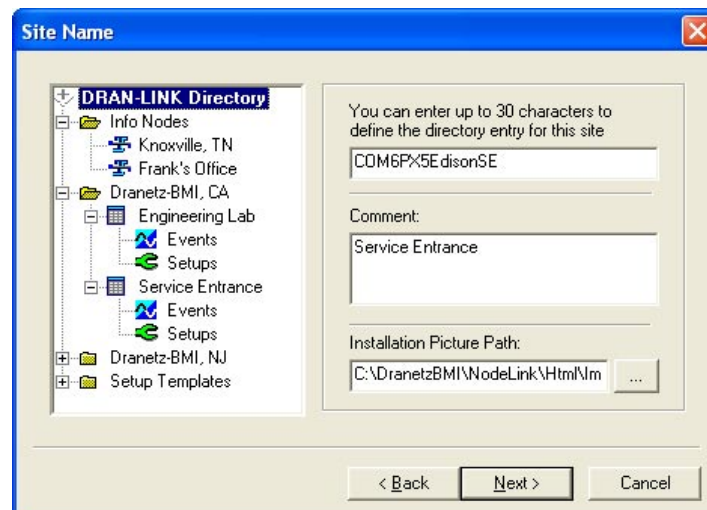 Site Name
DRAN-LINK Directory
Info Nodes
Knoxville, TN
Frank's Office
Dranetz-BMI, CA
Engineering Lab
Events
Setups
Service Entrance
Events
Setups
Dranetz-BMI, NJ
Setup Templates
You can enter up to 30 characters to
define the directory entry for this site
COM6PX5EdisonSE
Comment:
Service Entrance
Installation Picture Path:
C:\DranetzBMI\NodeLink\Html\Im
...
< Back
Next >
Cancel